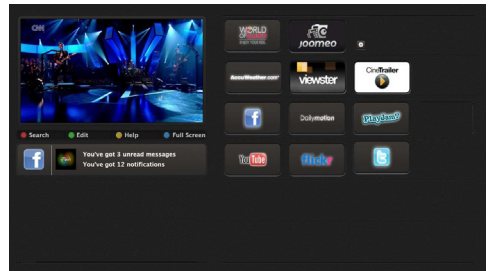 CNN
Search
Edit
Help
Full Screen
You've got 3 unread messages
You've got 12 notifications
WORLD
joomeo
AccuWeather.com
viewster
CineTrailer
Dailymotion
Playjam
YouTube
flickr